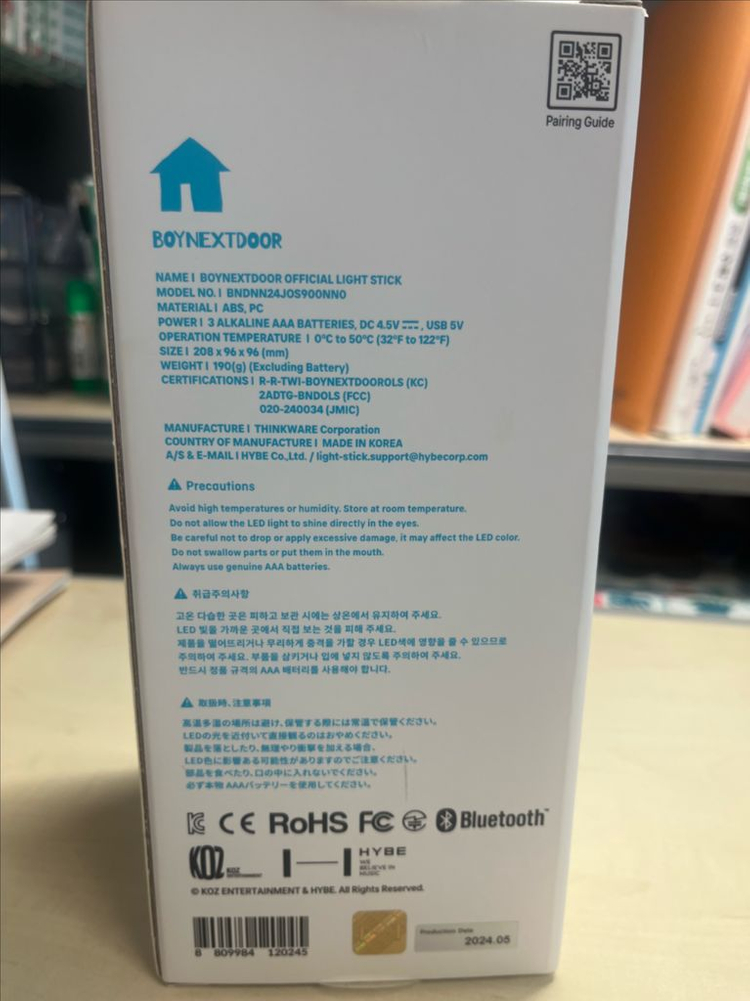 Pairing Guide
BOYNEXTDOOR
NAME | BOYNEXTDOOR OFFICIAL LIGHT STICK
MODEL NO. | BNDNN24JOS900NN0
MATERIAL | ABS, PC
POWER | 3 ALKALINE AAA BATTERIES, DC 4.5V ⎓, USB 5V
OPERATION TEMPERATURE | 0°C to 50°C (32°F to 122°F)
SIZE | 208 x 96 x 96 (mm)
WEIGHT | 190(g) (Excluding Battery)
CERTIFICATIONS | R-R-TWI-BOYNEXTDOOROLS (KC)
2ADTG-BNDOLS (FCC)
020-240034 (JMIC)
MANUFACTURE | THINKWARE Corporation
COUNTRY OF MANUFACTURE | MADE IN KOREA
A/S & E-MAIL | HYBE Co.,Ltd. / light-stick.support@hybecorp.com
⚠ Precautions
Avoid high temperatures or humidity. Store at room temperature.
Do not allow the LED light to shine directly in the eyes.
Be careful not to drop or apply excessive damage, it may affect the LED color.
Do not swallow parts or put them in the mouth.
Always use genuine AAA batteries.
⚠ 취급주의사항
고온 다습한 곳은 피하고 보관 시에는 상온에서 유지하여 주세요.
LED 빛을 가까운 곳에서 직접 보는 것을 피해 주세요.
제품을 떨어뜨리거나 무리하게 충격을 가할 경우 LED색에 영향을 줄 수 있으므로
주의하여 주세요. 부품을 삼키거나 입에 넣지 않도록 주의하여 주세요.
반드시 정품 규격의 AAA 배터리를 사용해야 합니다.
⚠ 取扱時、注意事項
高温多湿の場所は避け、保管する際には常温で保管ください。
LEDの光を近付いて直接観るのはおやめください。
製品を落としたり、無理やり衝撃を加える場合、
LED色に影響ある可能性がありますのでご注意ください。
部品を食べたり、口の中に入れないでください。
必ず本物 AAAバッテリーを使用してください。
CE RoHS FC Bluetooth™
KOZ KOZ ENTERTAINMENT
HYBE
WE
BELIEVE IN
MUSIC
© KOZ ENTERTAINMENT & HYBE. All Rights Reserved.
8 809984 120245
Production Date
2024.05